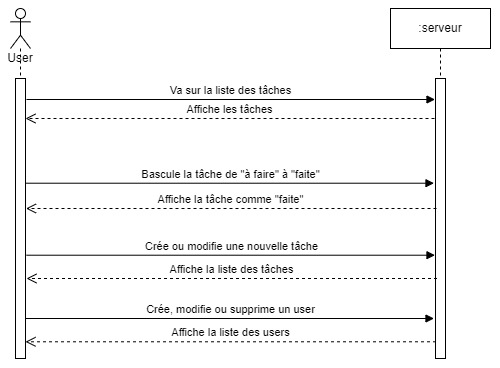 User
:serveur
Va sur la liste des tâches
Affiche les tâches
Bascule la tâche de "à faire" à "faite"
Affiche la tâche comme "faite"
Crée ou modifie une nouvelle tâche
Affiche la liste des tâches
Crée, modifie ou supprime un user
Affiche la liste des users